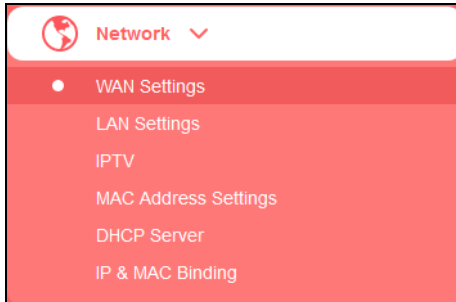 Network
WAN Settings
LAN Settings
IPTV
MAC Address Settings
DHCP Server
IP & MAC Binding